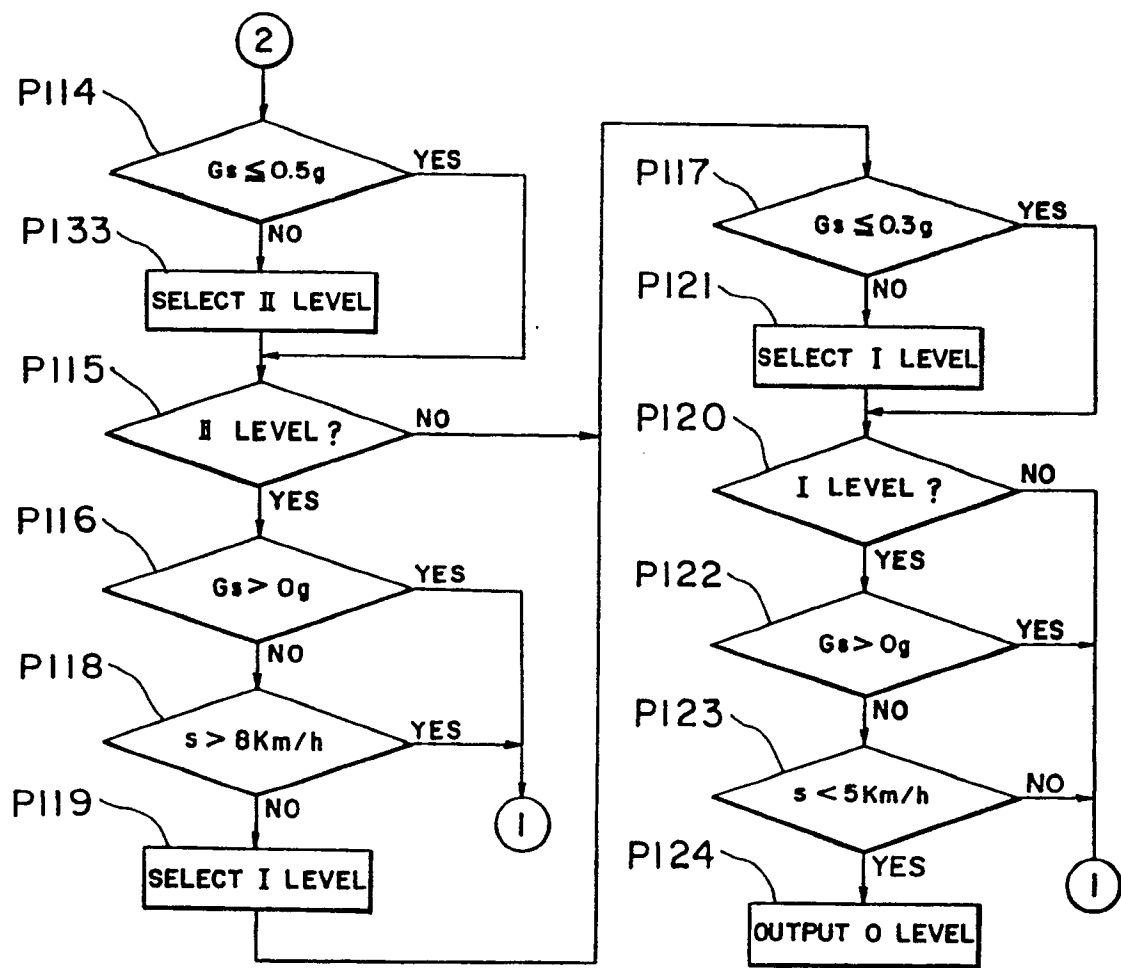 2
P114
Gs ≦ 0.5g
YES
NO
P133
SELECT II LEVEL
P115
II LEVEL ?
NO
YES
P116
Gs > 0g
YES
NO
P118
s > 8Km/h
YES
NO
P119
SELECT I LEVEL
1
P117
Gs ≦ 0.3g
YES
NO
P121
SELECT I LEVEL
P120
I LEVEL ?
NO
YES
P122
Gs > 0g
YES
NO
P123
s < 5Km/h
NO
YES
P124
OUTPUT 0 LEVEL
1